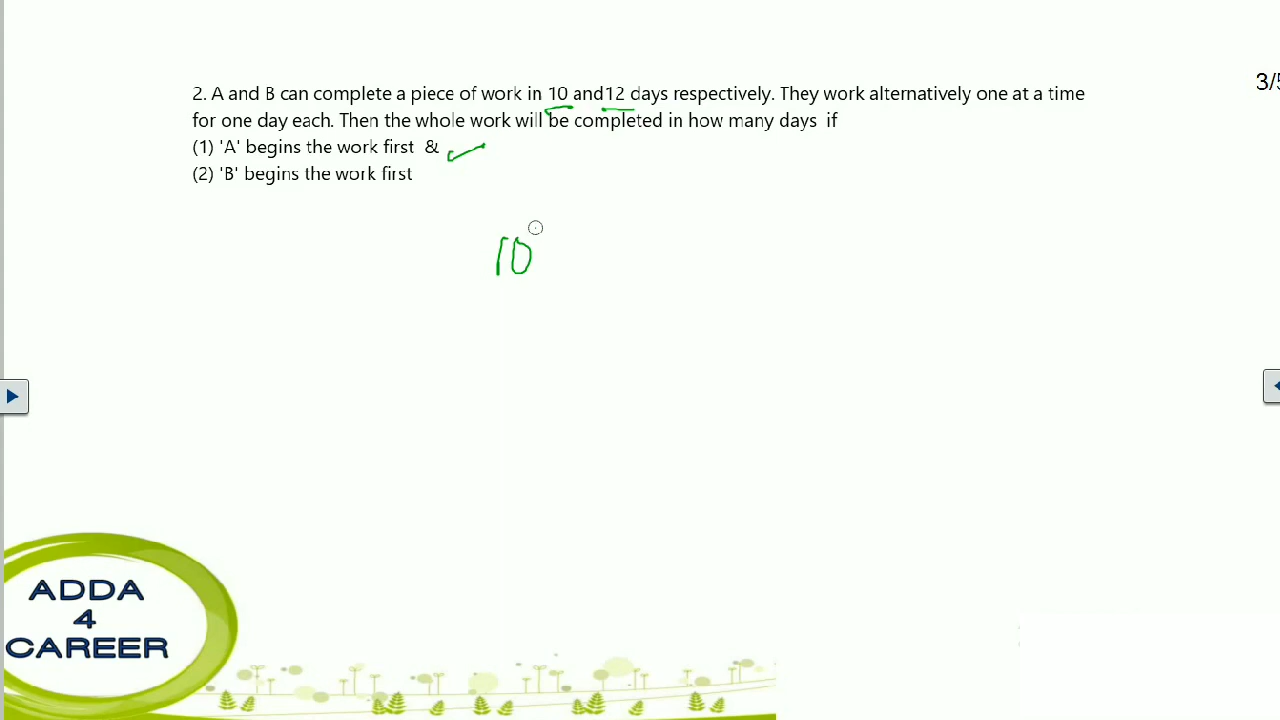 3/5
2. A and B can complete a piece of work in 10 nd12 days respectively. They work alternatively one at a time
for one day each. Then the whole work will be completed in how many days if
(1) 'A' begins the work first &
(2) 'B' begins the work first
10
ADDA
4
CAREER